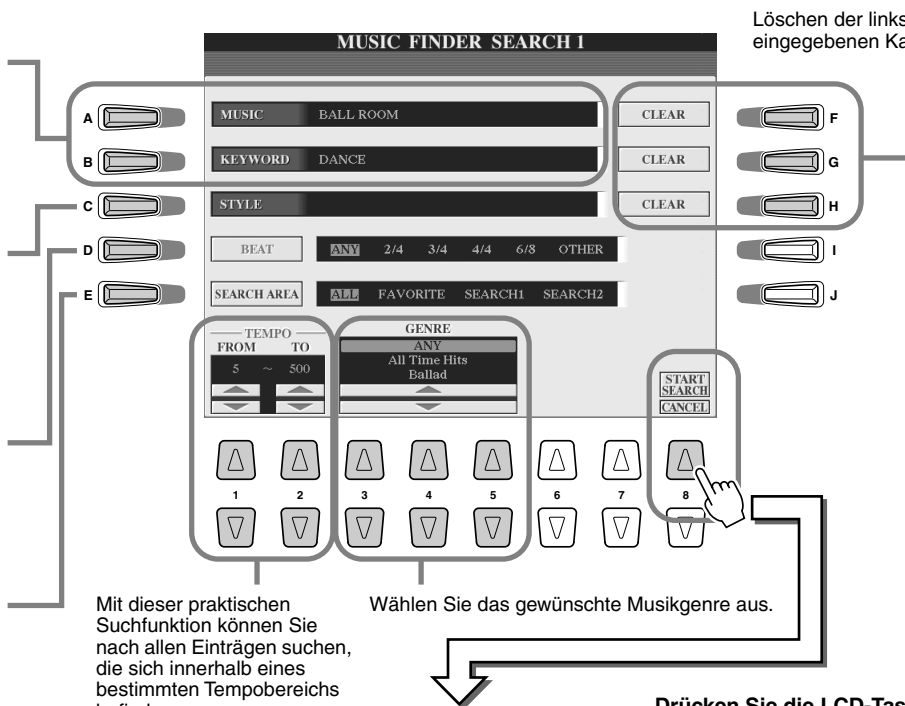 Löschen der links
eingegebenen
MUSIC FINDER SEARCH 1
A MUSIC BALL ROOM CLEAR F
B KEYWORD DANCE CLEAR G
C STYLE CLEAR H
D BEAT ANY 2/4 3/4 4/4 6/8 OTHER I
E SEARCH AREA ALL FAVORITE SEARCH1 SEARCH2 J
TEMPO
FROM TO
5 ~ 500
GENRE
ANY
All Time Hits
Ballad
START
SEARCH
CANCEL
1 2 3 4 5 6 7 8
Mit dieser praktischen
Suchfunktion können Sie
nach allen Einträgen suchen,
die sich innerhalb eines
bestimmten Tempobereichs
Wählen Sie das gewünschte Musikgenre aus.
Drücken Sie die